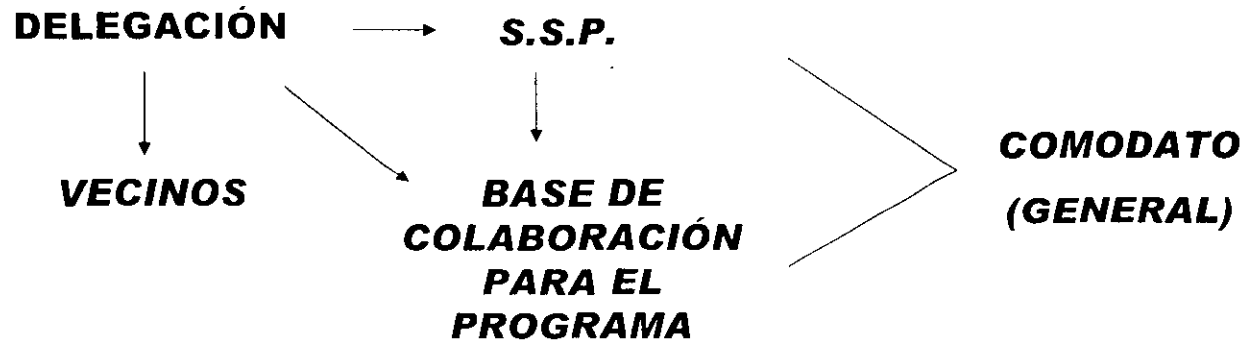 DELEGACIÓN
S.S.P.
VECINOS
BASE DE
COLABORACIÓN
PARA EL
PROGRAMA
COMODATO
(GENERAL)